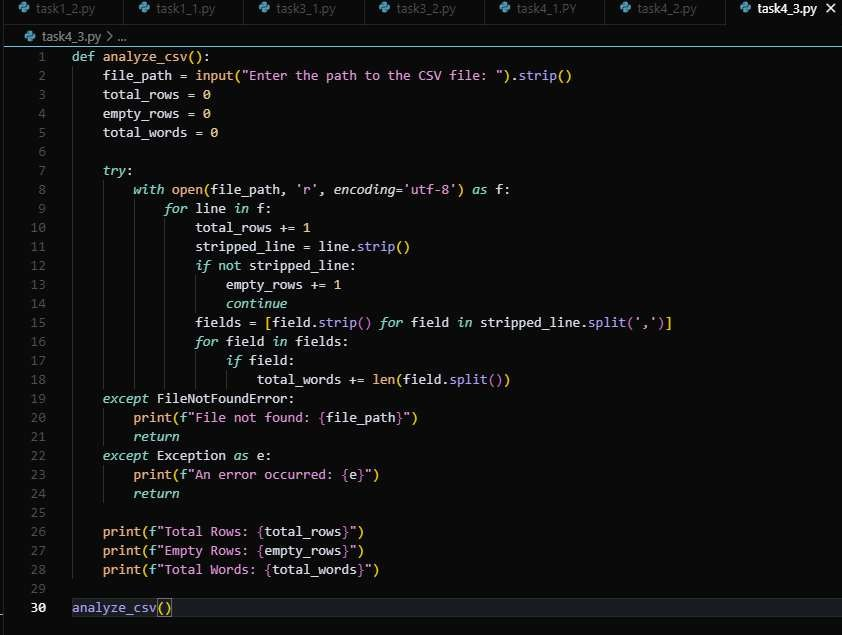 task1_2.py task1_1.py task3_1.py task3_2.py task4_1.PY task4_2.py task4_3.py
task4_3.py > ...
1 def analyze_csv():
2     file_path = input("Enter the path to the CSV file: ").strip()
3     total_rows = 0
4     empty_rows = 0
5     total_words = 0
6
7     try:
8         with open(file_path, 'r', encoding='utf-8') as f:
9             for line in f:
10                 total_rows += 1
11                 stripped_line = line.strip()
12                 if not stripped_line:
13                     empty_rows += 1
14                     continue
15                 fields = [field.strip() for field in stripped_line.split(',')]
16                 for field in fields:
17                     if field:
18                         total_words += len(field.split())
19     except FileNotFoundError:
20         print(f"File not found: {file_path}")
21         return
22     except Exception as e:
23         print(f"An error occurred: {e}")
24         return
25
26     print(f"Total Rows: {total_rows}")
27     print(f"Empty Rows: {empty_rows}")
28     print(f"Total Words: {total_words}")
29
30 analyze_csv()